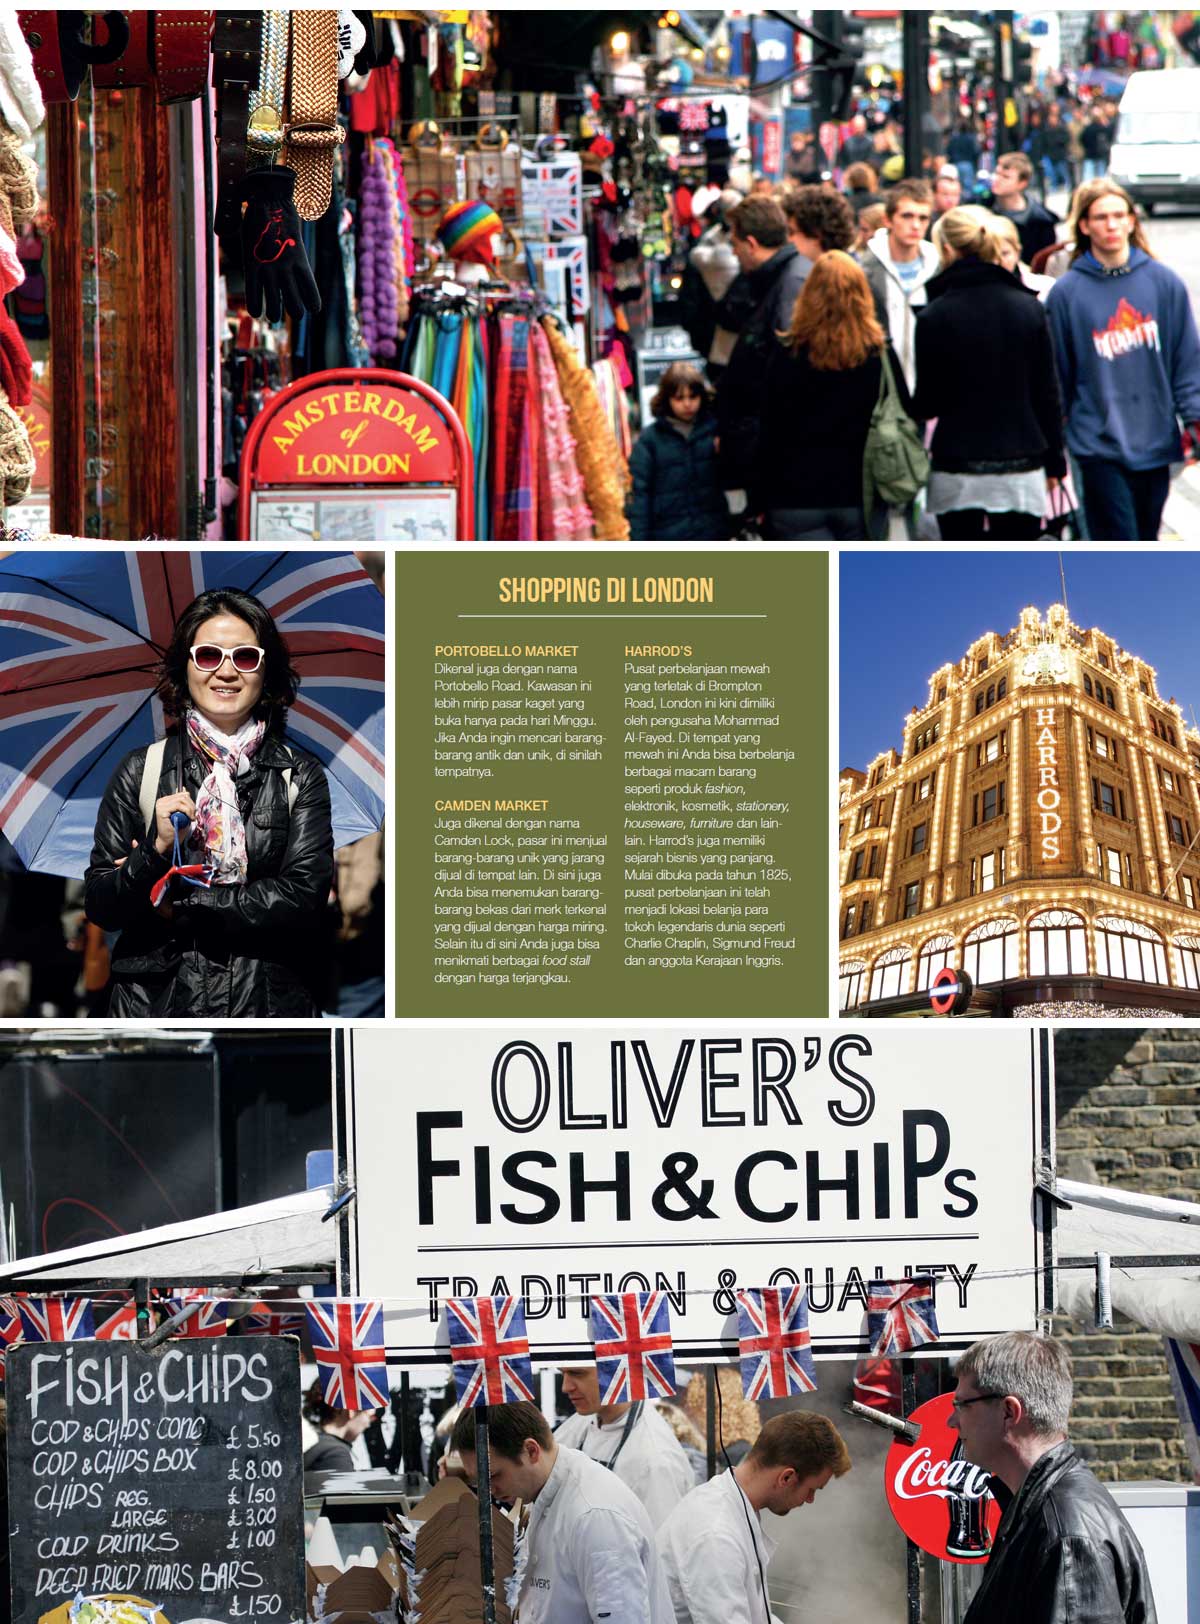 AMSTERDAM
of
LONDON
SHOPPING DI LONDON
PORTOBELLO MARKET
Dikenal juga dengan nama
Portobello Road. Kawasan ini
lebih mirip pasar kaget yang
buka hanya pada hari Minggu.
Jika Anda ingin mencari barang-
barang antik dan unik, di sinilah
tempatnya.
CAMDEN MARKET
Juga dikenal dengan nama
Camden Lock, pasar ini menjual
barang-barang unik yang jarang
dijual di tempat lain. Di sini juga
Anda bisa menemukan barang-
barang bekas dari merk terkenal
yang dijual dengan harga miring.
Selain itu di sini Anda juga bisa
menikmati berbagai food stall
dengan harga terjangkau.
HARROD'S
Pusat perbelanjaan mewah
yang terletak di Brompton
Road, London ini kini dimiliki
oleh pengusaha Mohammad
Al-Fayed. Di tempat yang
mewah ini Anda bisa berbelanja
berbagai macam barang
seperti produk fashion,
elektronik, kosmetik, stationery,
houseware, furniture dan lain-
lain. Harrod's juga memiliki
sejarah bisnis yang panjang.
Mulai dibuka pada tahun 1825,
pusat perbelanjaan ini telah
menjadi lokasi belanja para
tokoh legendaris dunia seperti
Charlie Chaplin, Sigmund Freud
dan anggota Kerajaan Inggris.
HARRODS
OLIVER'S
FISH & CHIPs
TRADITION & QUALITY
FISH & CHIPS
COD & CHIPS CONE £5.50
COD & CHIPS BOX £8.00
CHIPS REG. £1.50
LARGE £3.00
COLD DRINKS £1.00
DEEP FRIED MARS BARS
£1.50
OLIVER'S
Coca-C